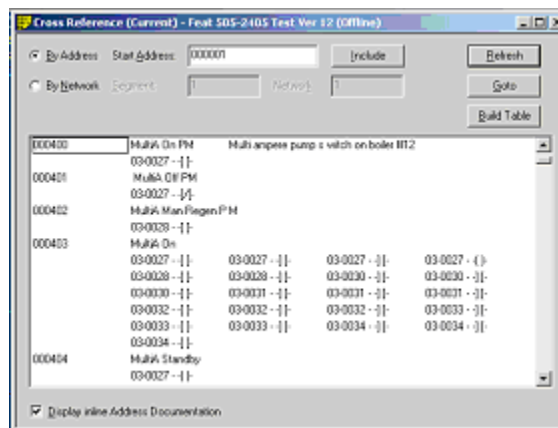 Cross Reference (Current) - Feat 505-2405 Test Ver 12 (Offline)
By Address Start Address: 000001 Include Refresh
By Network Segment: 1 Network: 1 Goto
Build Table
000400 MultiA On PM Multi ampere pump s witch on boiler #12
03-0027 - -] [-
000401 MultiA Off PM
03-0027 - -]/[-
000402 MultiA Man Regen P M
03-0028 - -] [-
000403 MultiA On
03-0027 - -] [- 03-0027 - -] [- 03-0027 - -] [- 03-0027 - -( )-
03-0028 - -] [- 03-0028 - -] [- 03-0030 - -] [- 03-0030 - -] [-
03-0030 - -] [- 03-0031 - -] [- 03-0031 - -] [- 03-0031 - -] [-
03-0032 - -] [- 03-0032 - -] [- 03-0032 - -] [- 03-0033 - -] [-
03-0033 - -] [- 03-0033 - -] [- 03-0034 - -] [- 03-0034 - -] [-
03-0034 - -] [-
000404 MultiA Standby
03-0027 - -] [-
Display inline Address Documentation